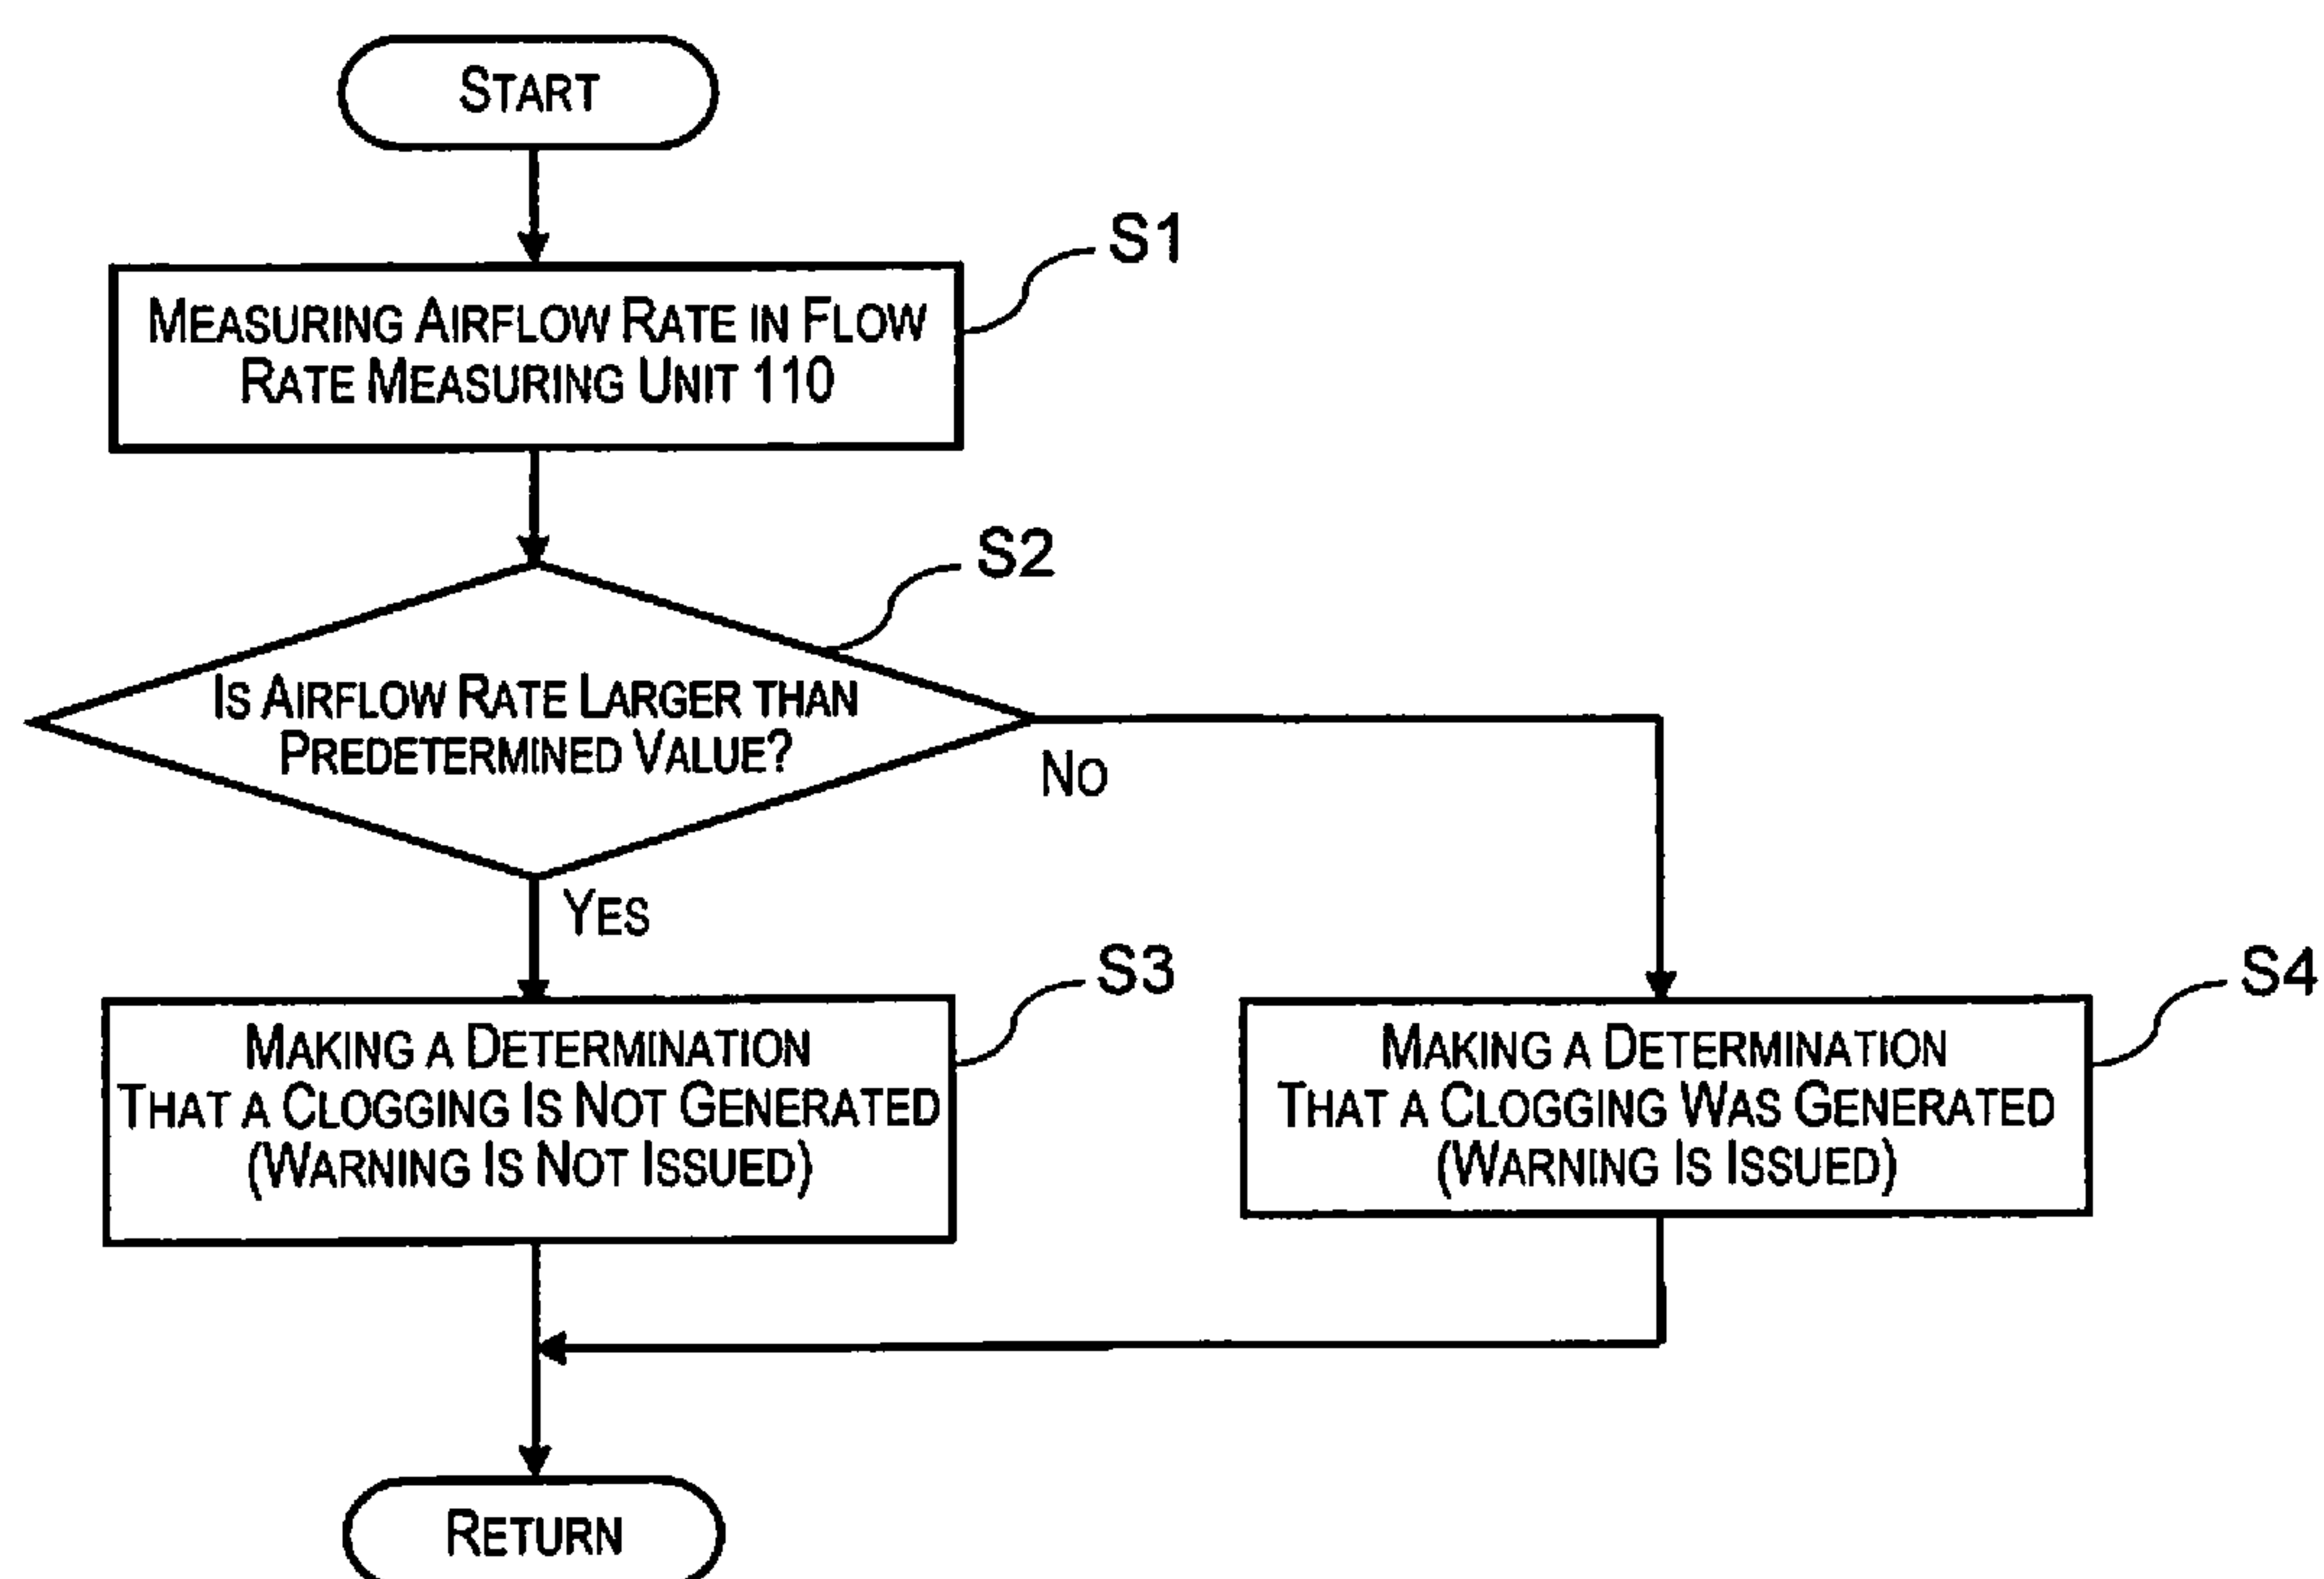 START
S1
MEASURING AIRFLOW RATE IN FLOW
RATE MEASURING UNIT 110
S2
IS AIRFLOW RATE LARGER THAN
PREDETERMINED VALUE?
NO
YES
S3
MAKING A DETERMINATION
THAT A CLOGGING IS NOT GENERATED
(WARNING IS NOT ISSUED)
S4
MAKING A DETERMINATION
THAT A CLOGGING WAS GENERATED
(WARNING IS ISSUED)
RETURN